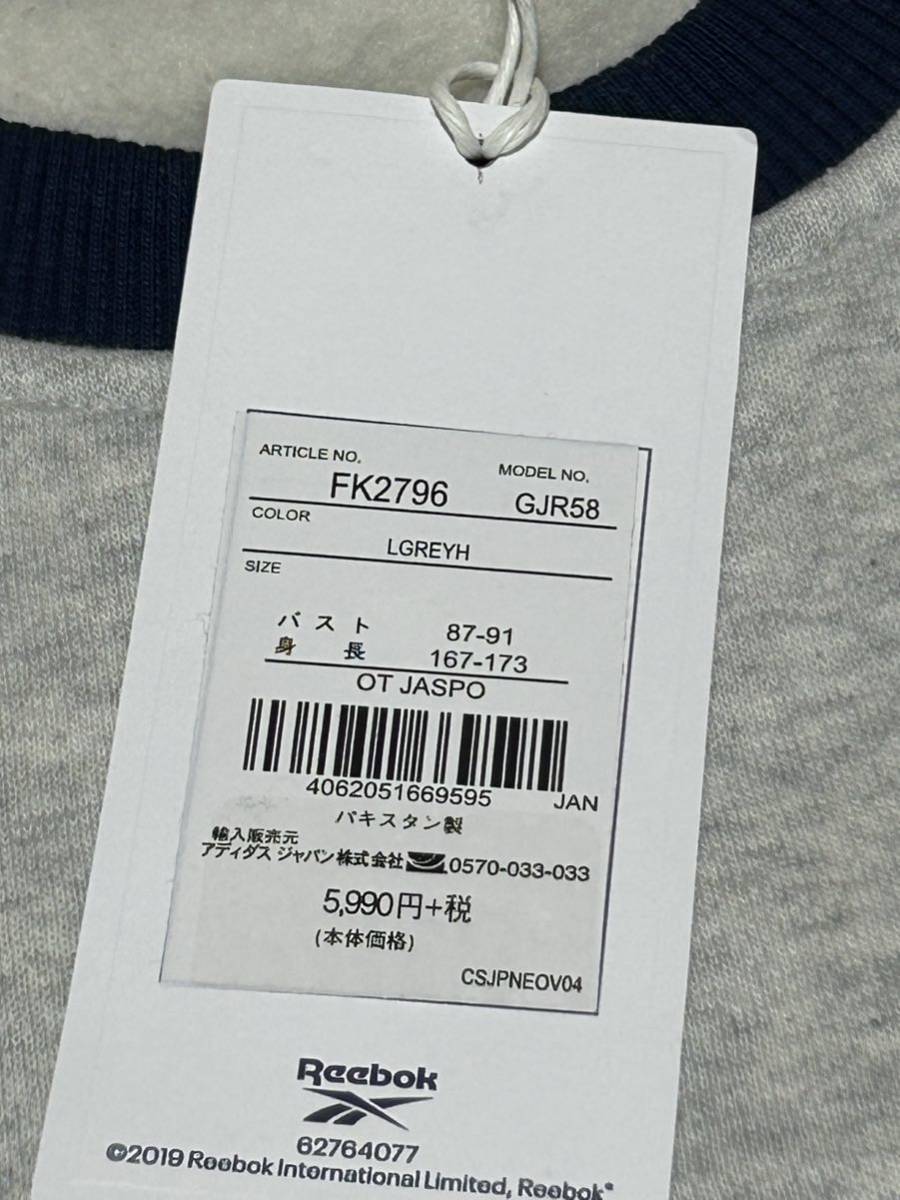 ARTICLE NO.
MODEL NO.
FK2796
GJR58
COLOR
LGREYH
SIZE
バスト 87-91
身長 167-173
OT JASPO
4062051669595 JAN
パキスタン製
輸入販売元
アディダス ジャパン株式会社 0570-033-033
5,990円+税
(本体価格)
CSJPNEOV04
Reebok
62764077
©2019 Reebok International Limited, Reebok®